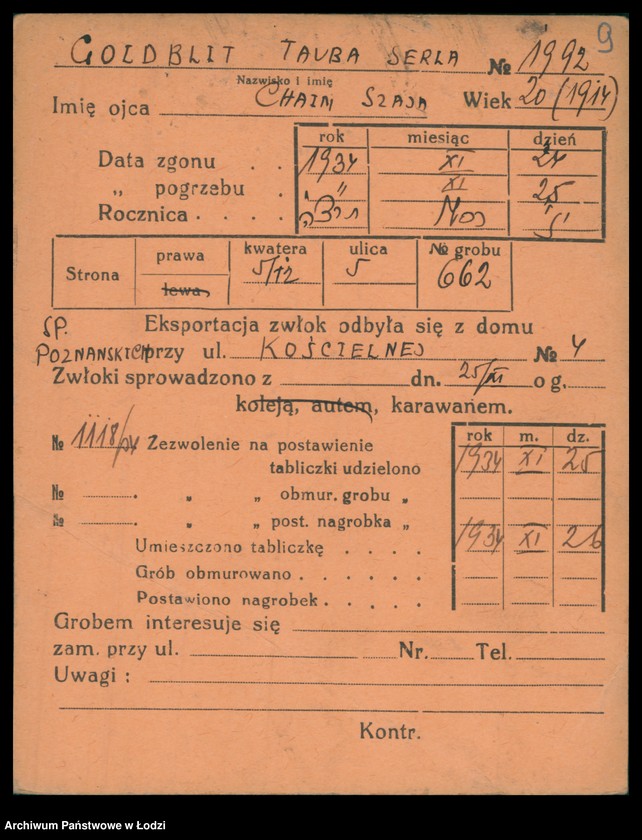 9
GOLDBLIT TAUBA SERLA № 1992
Nazwisko i imię
Imię ojca CHAIM SZAJA Wiek 20 (1914)
rok miesiąc dzień
Data zgonu . . 1934 XI 24
„ pogrzebu . " XI 25
Rocznica . . . .
Strona prawa lewa kwatera 5/12 ulica 5 № grobu 662
SP. Eksportacja zwłok odbyła się z domu
POZNANSKICH przy ul. KOŚCIELNEJ № 4
Zwłoki sprowadzono z dn. 25/XI o g.
koleją, autem, karawanem.
rok m. dz.
№ 1118/34 Zezwolenie na postawienie
tabliczki udzielono 1934 XI 25
№ . „ „ obmur. grobu „
№ . „ „ post. nagrobka „
Umieszczono tabliczkę . . . . 1934 XI 26
Grób obmurowano . . . . . .
Postawiono nagrobek . . . . .
Grobem interesuje się
zam. przy ul. Nr. Tel.
Uwagi :
Kontr.
Archiwum Państwowe w Łodzi